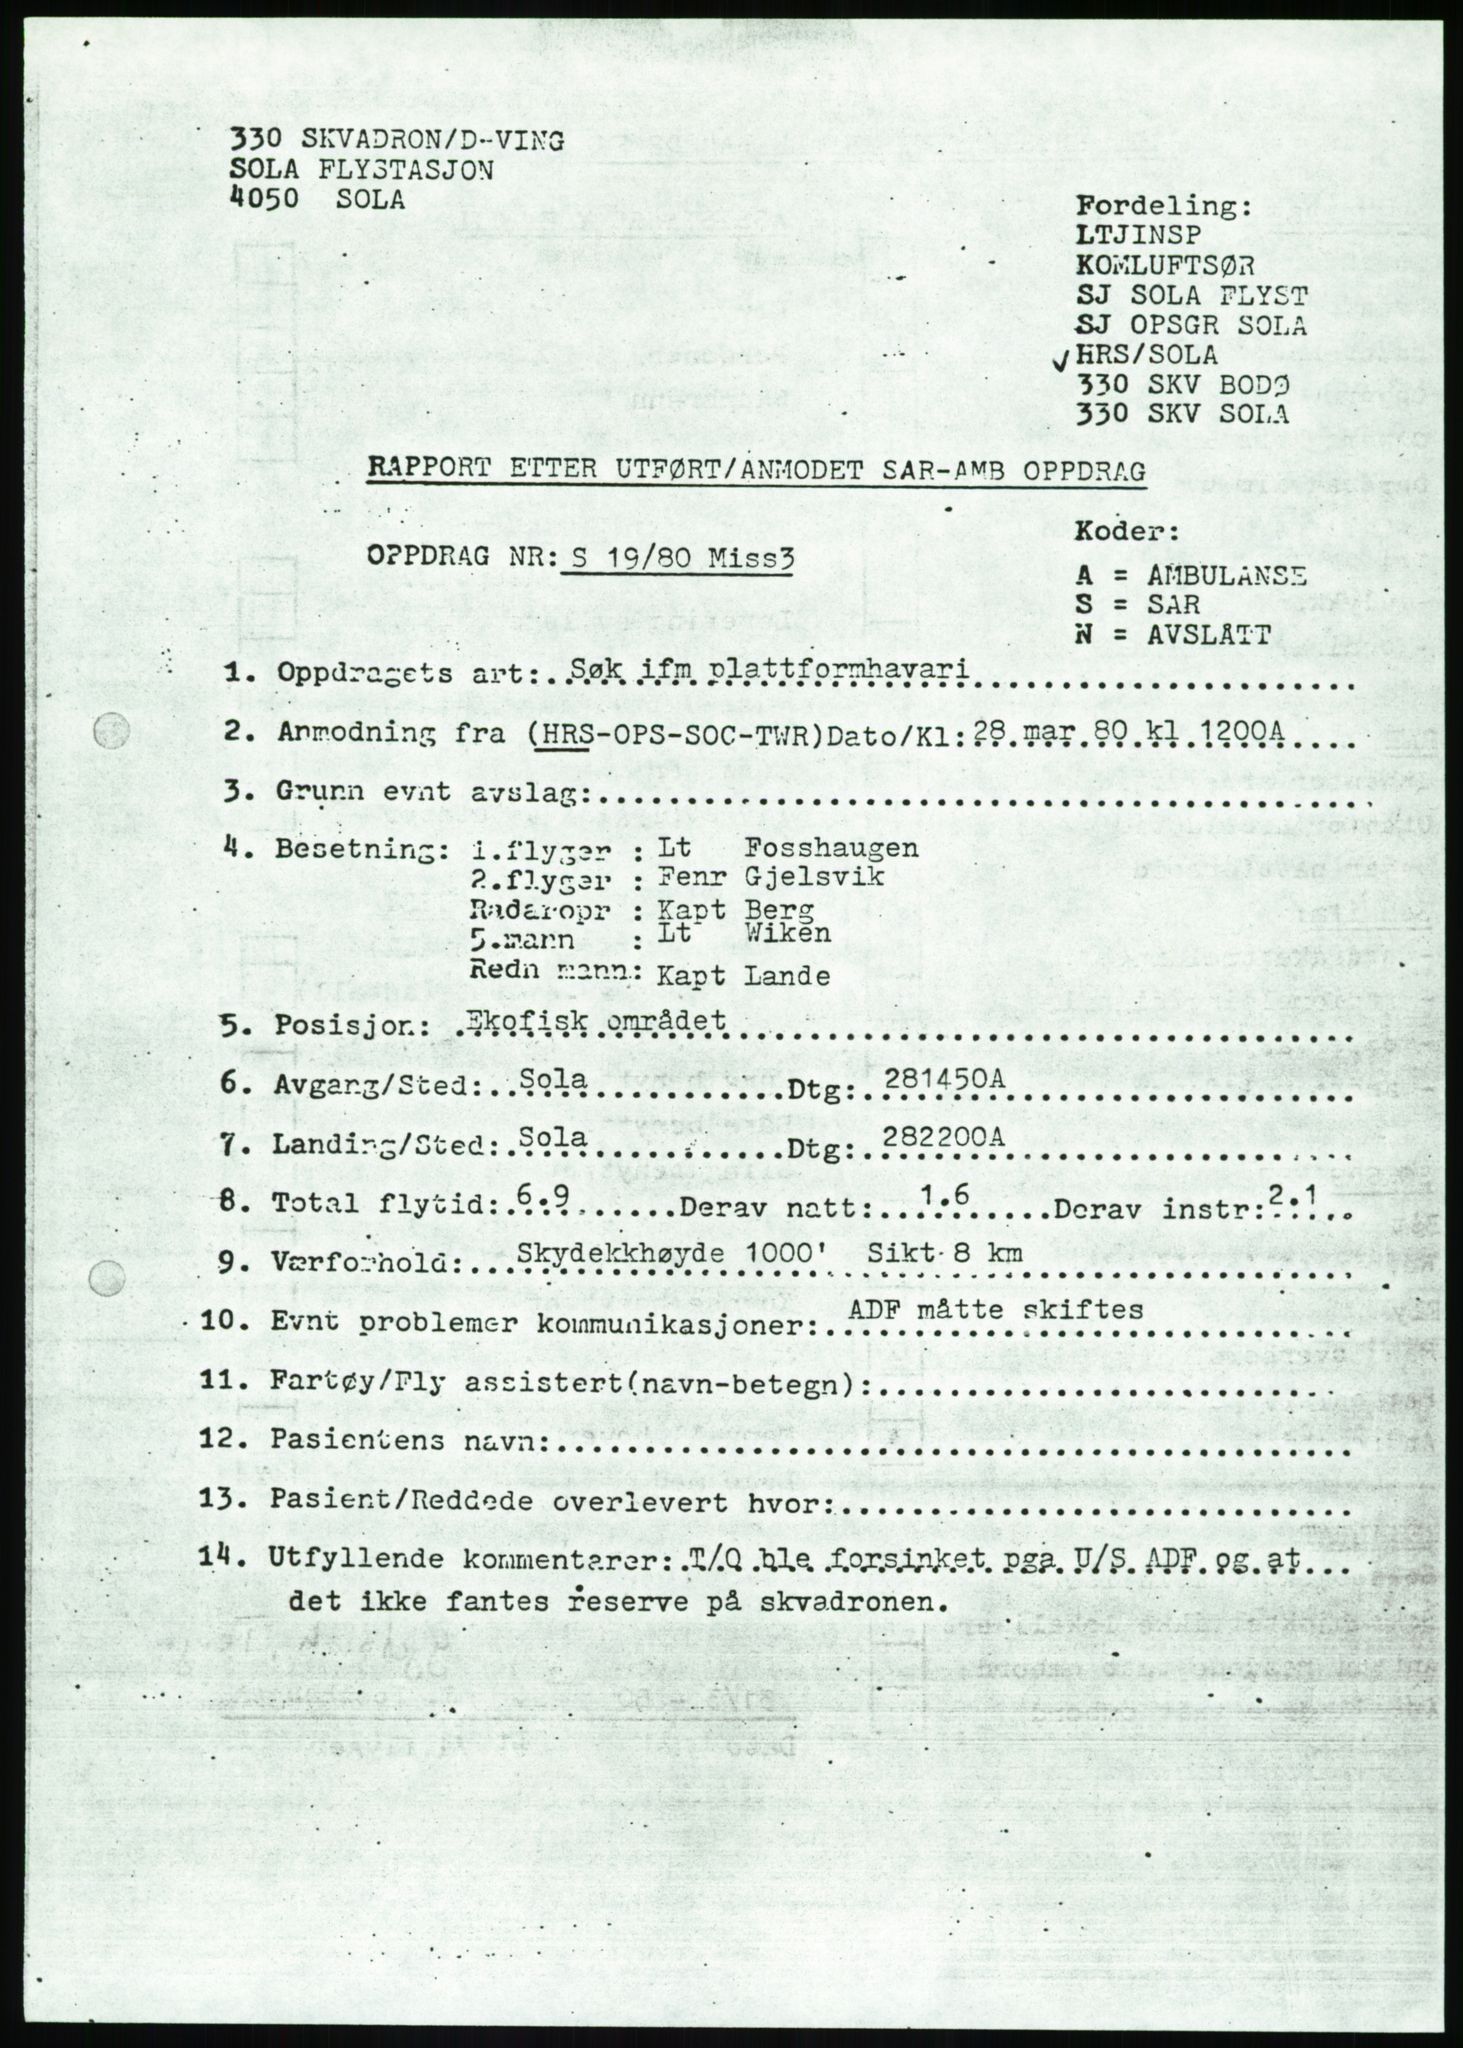 330 SKVADRON/D-VING
SOLA FLYSTASJON
4050 SOLA
Fordeling:
LTJINSP
KOMLUFTSØR
SJ SOLA FLYST
SJ OPSGR SOLA
✓ HRS/SOLA
330 SKV BODØ
330 SKV SOLA
RAPPORT ETTER UTFØRT/ANMODET SAR-AMB OPPDRAG
OPPDRAG NR: S 19/80 Miss3
Koder:
A = AMBULANSE
S = SAR
N = AVSLÅTT
1. Oppdragets art: Søk ifm plattformhavari
2. Anmodning fra (HRS-OPS-SOC-TWR)Dato/Kl: 28 mar 80 kl 1200A
3. Grunn evnt avslag:
4. Besetning: 1.flyger : Lt Fosshaugen
2.flyger : Fenr Gjelsvik
Radaropr : Kapt Berg
5.mann : Lt Wiken
Redn mann: Kapt Lande
5. Posisjon: Ekofisk området
6. Avgang/Sted: Sola Dtg: 281450A
7. Landing/Sted: Sola Dtg: 282200A
8. Total flytid: 6.9 Derav natt: 1.6 Derav instr: 2.1
9. Værforhold: Skydekkhøyde 1000' Sikt 8 km
10. Evnt problemer kommunikasjoner: ADF måtte skiftes
11. Fartøy/Fly assistert(navn-betegn):
12. Pasientens navn:
13. Pasient/Reddede overlevert hvor:
14. Utfyllende kommentarer: T/O ble forsinket pga U/S ADF og at
det ikke fantes reserve på skvadronen.